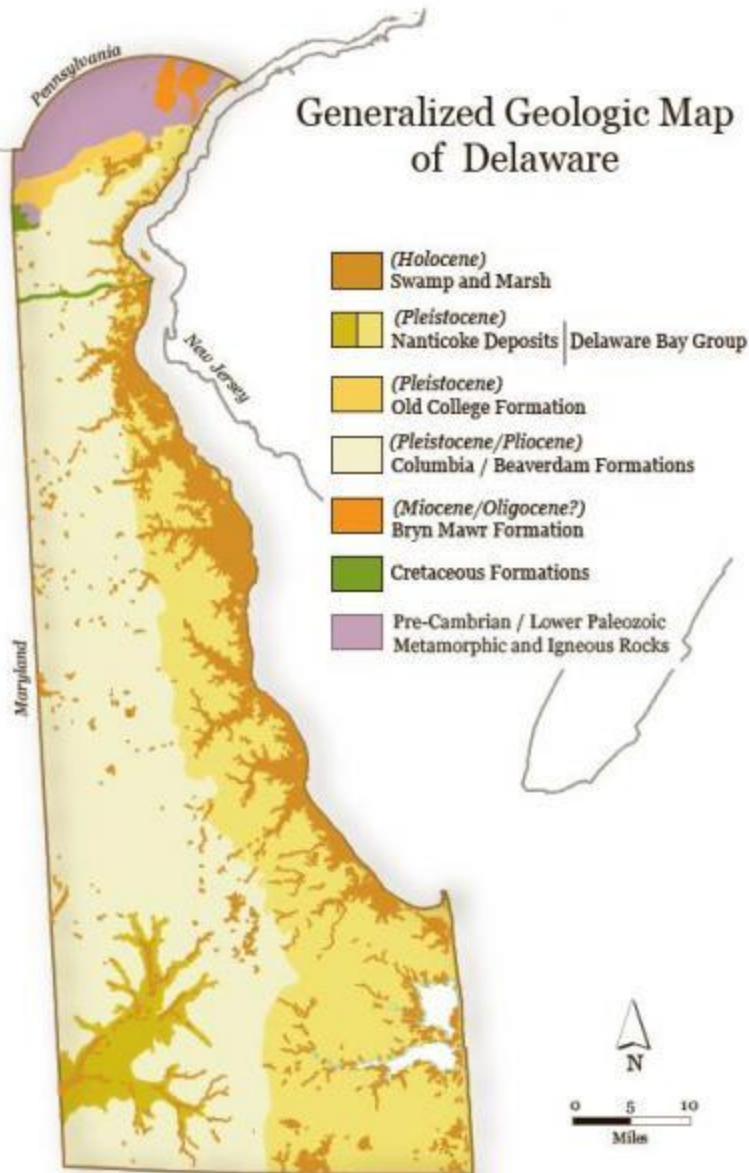 Pennsylvania
Generalized Geologic Map
of Delaware
(Holocene)
Swamp and Marsh
(Pleistocene)
Nanticoke Deposits | Delaware Bay Group
(Pleistocene)
Old College Formation
(Pleistocene/Pliocene)
Columbia / Beaverdam Formations
(Miocene/Oligocene?)
Bryn Mawr Formation
Cretaceous Formations
Pre-Cambrian / Lower Paleozoic
Metamorphic and Igneous Rocks
New Jersey
Maryland
N
0 5 10
Miles